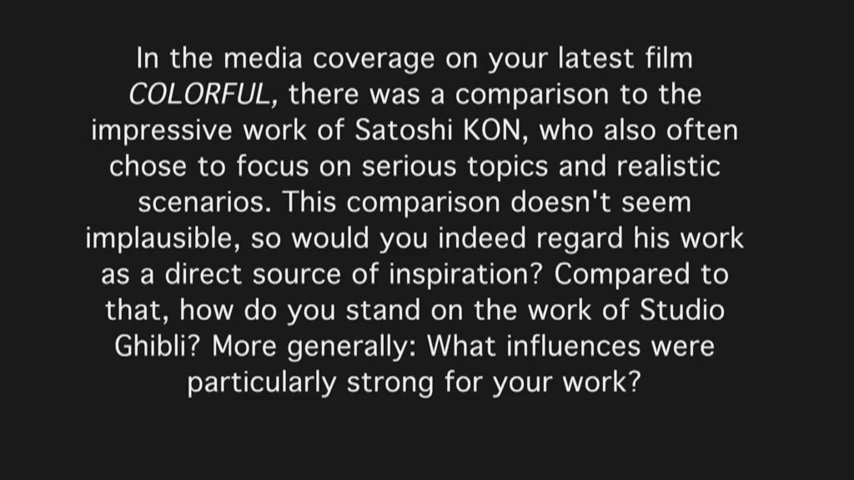 In the media coverage on your latest film
COLORFUL, there was a comparison to the
impressive work of Satoshi KON, who also often
chose to focus on serious topics and realistic
scenarios. This comparison doesn't seem
implausible, so would you indeed regard his work
as a direct source of inspiration? Compared to
that, how do you stand on the work of Studio
Ghibli? More generally: What influences were
particularly strong for your work?